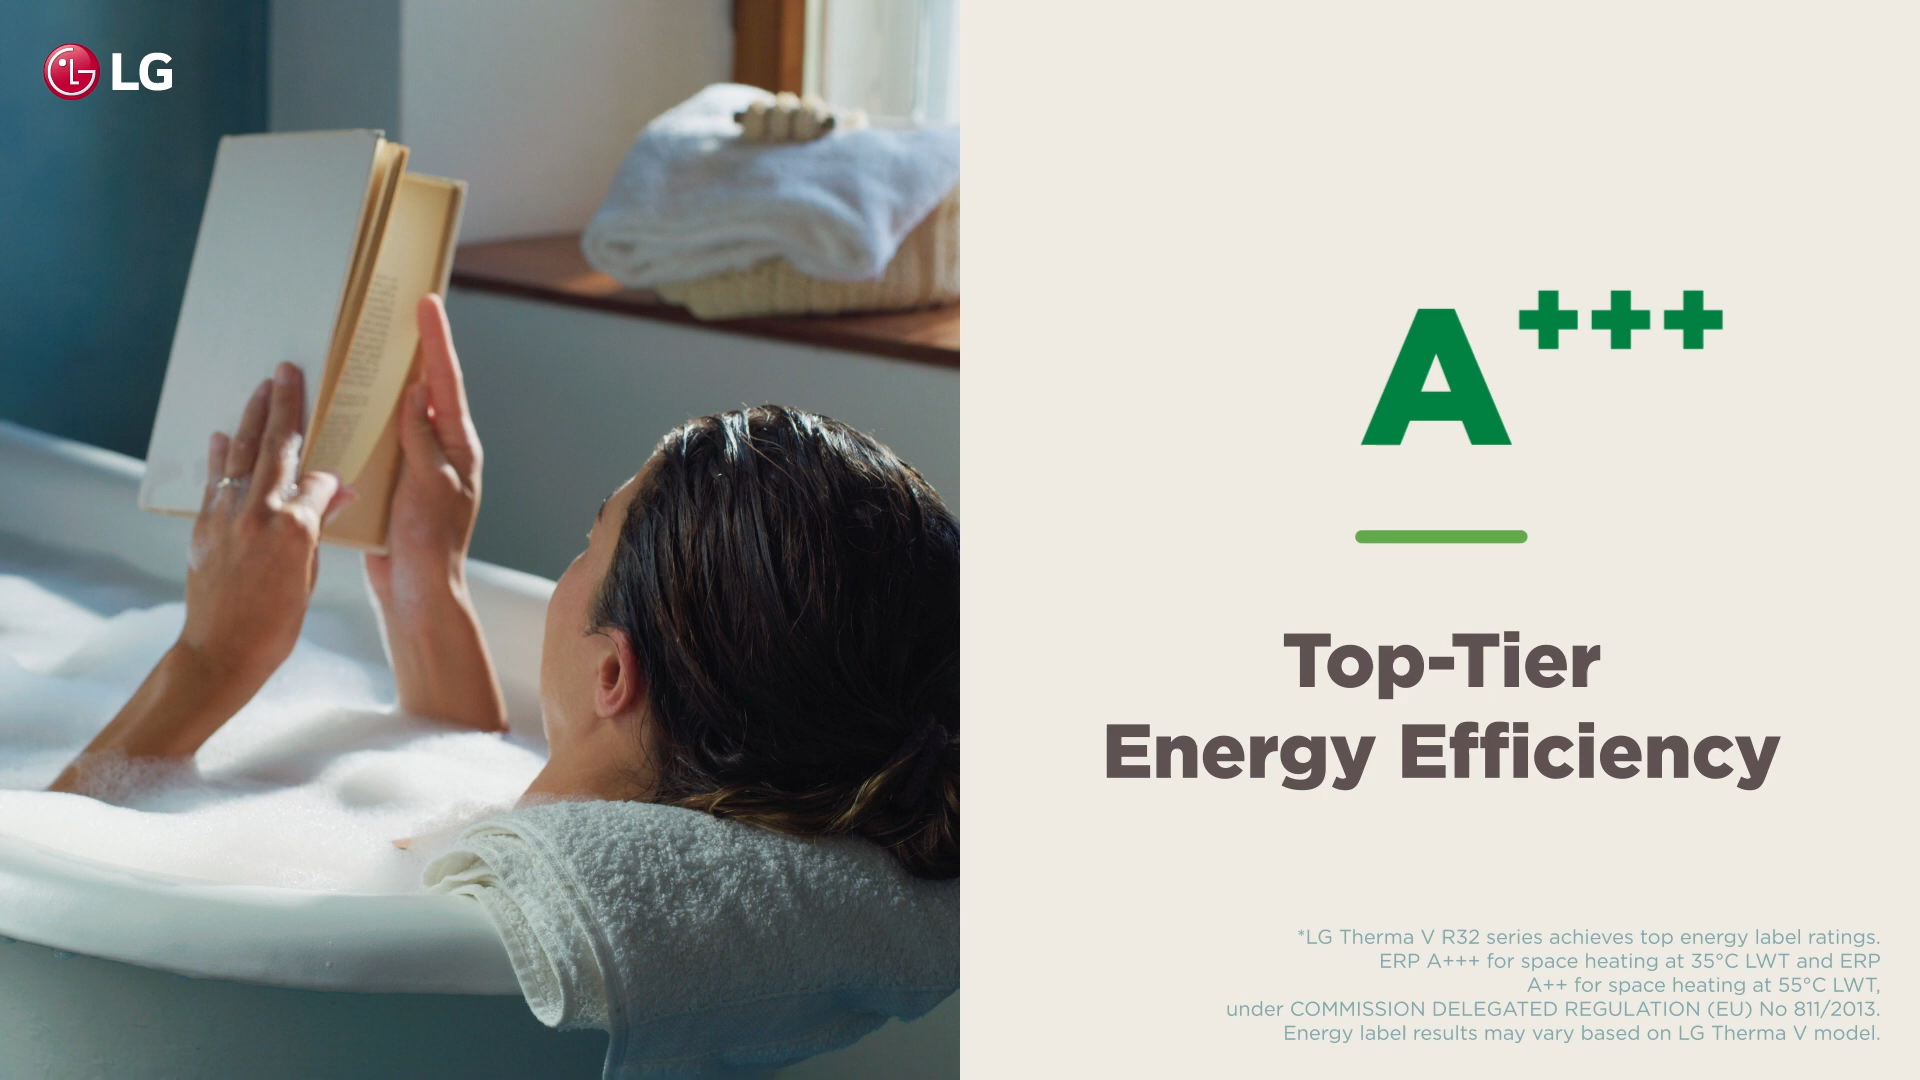 LG
A+++
Top-Tier
Energy Efficiency
*LG Therma V R32 series achieves top energy label ratings.
ERP A+++ for space heating at 35°C LWT and ERP
A++ for space heating at 55°C LWT,
under COMMISSION DELEGATED REGULATION (EU) No 811/2013.
Energy label results may vary based on LG Therma V model.